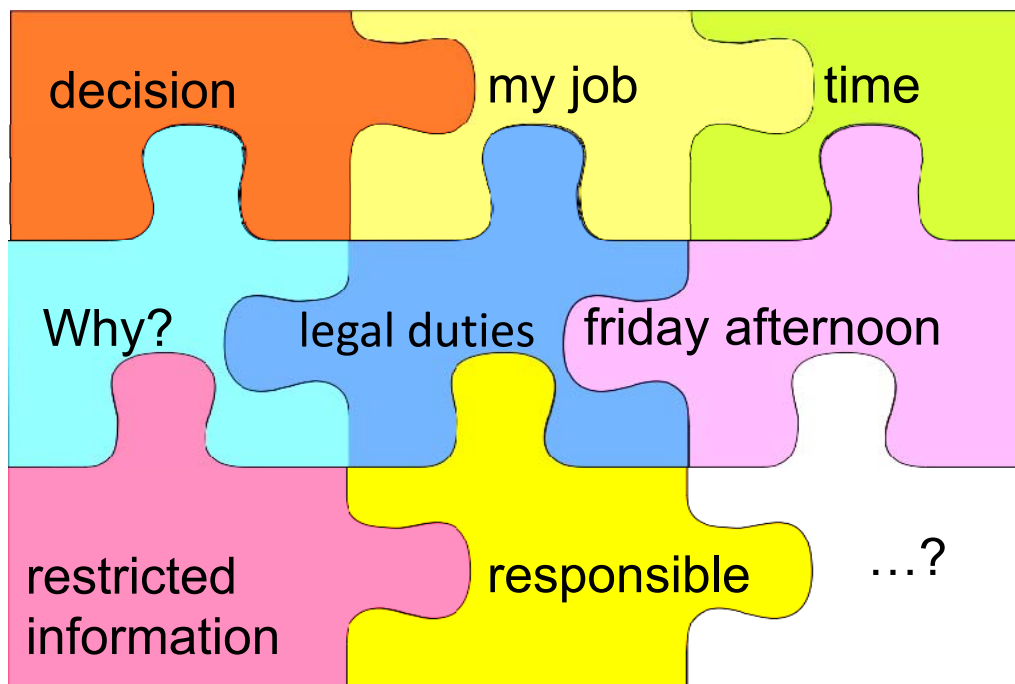 decision
my job
time
Why?
legal duties
friday afternoon
restricted
information
responsible
...?